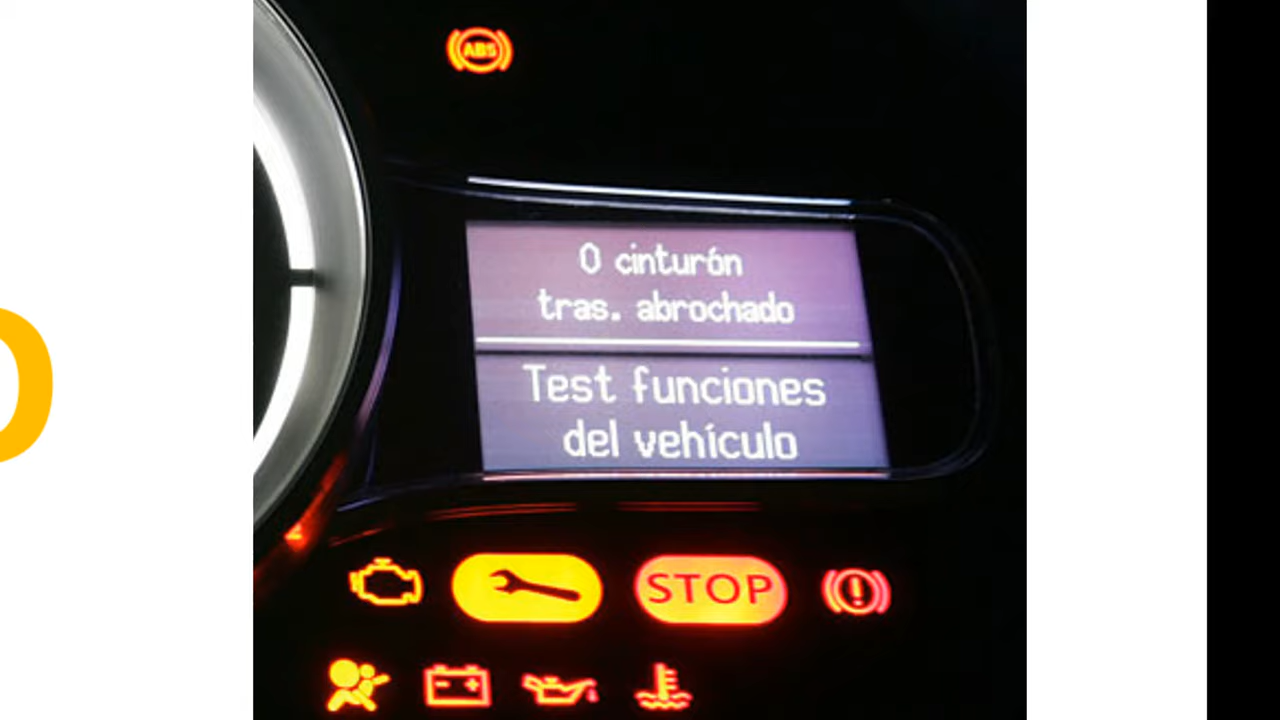 ABS
0 cinturón
tras. abrochado
Test funciones
del vehículo
STOP